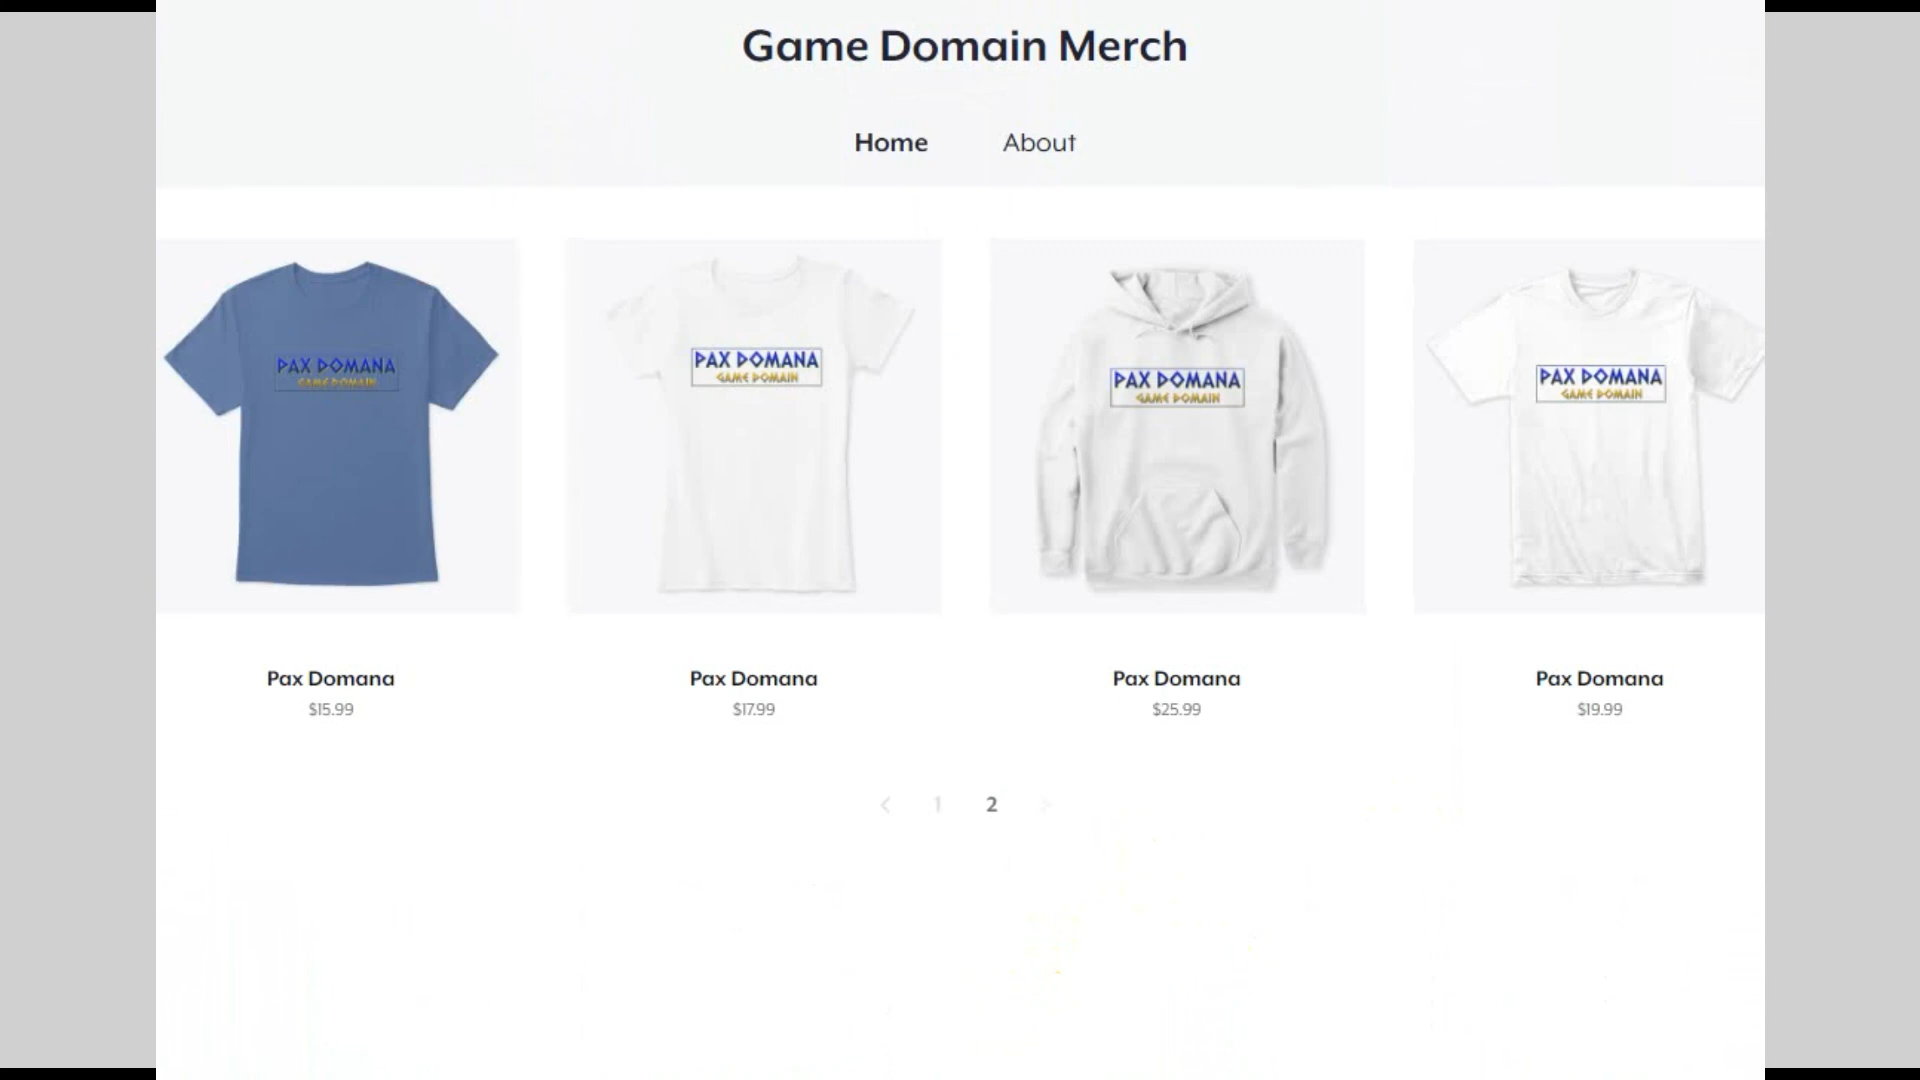 Game Domain Merch
Home About
PAX DOMANA
GAME DOMAIN
PAX DOMANA
GAME DOMAIN
PAX DOMANA
GAME DOMAIN
PAX DOMANA
GAME DOMAIN
Pax Domana
$15.99
Pax Domana
$17.99
Pax Domana
$25.99
Pax Domana
$19.99
< 1 2 >